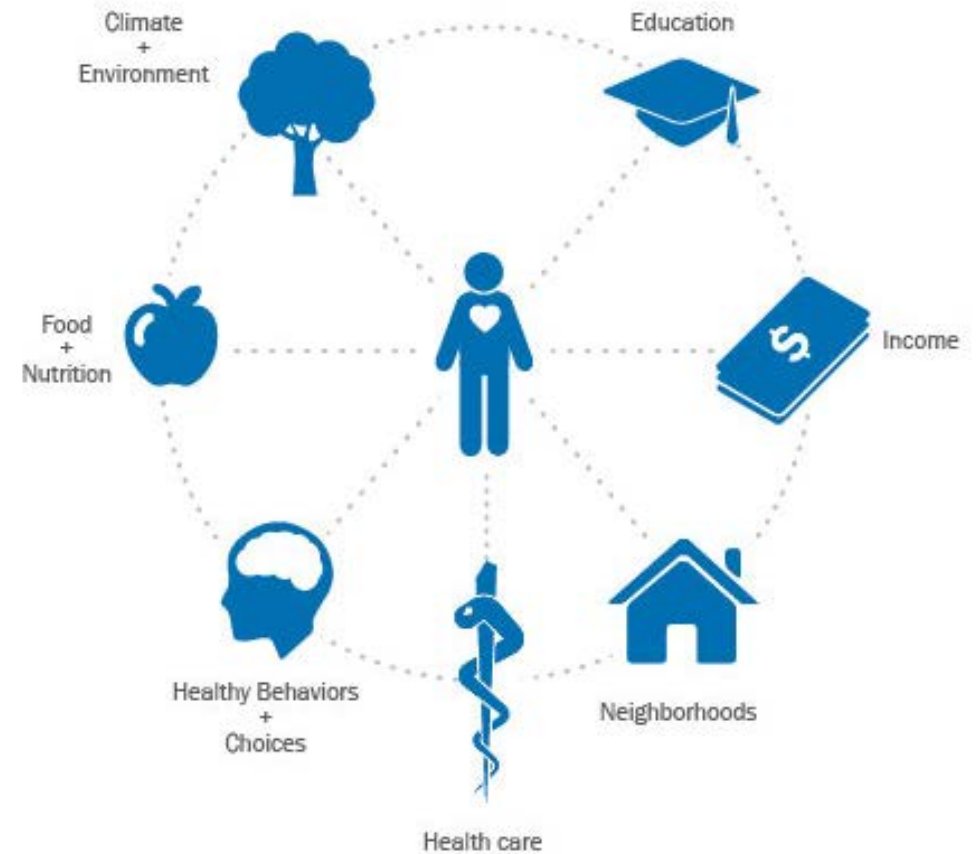 Climate
+
Environment
Education
Food
+
Nutrition
$
Income
Healthy Behaviors
+
Choices
Neighborhoods
Health care